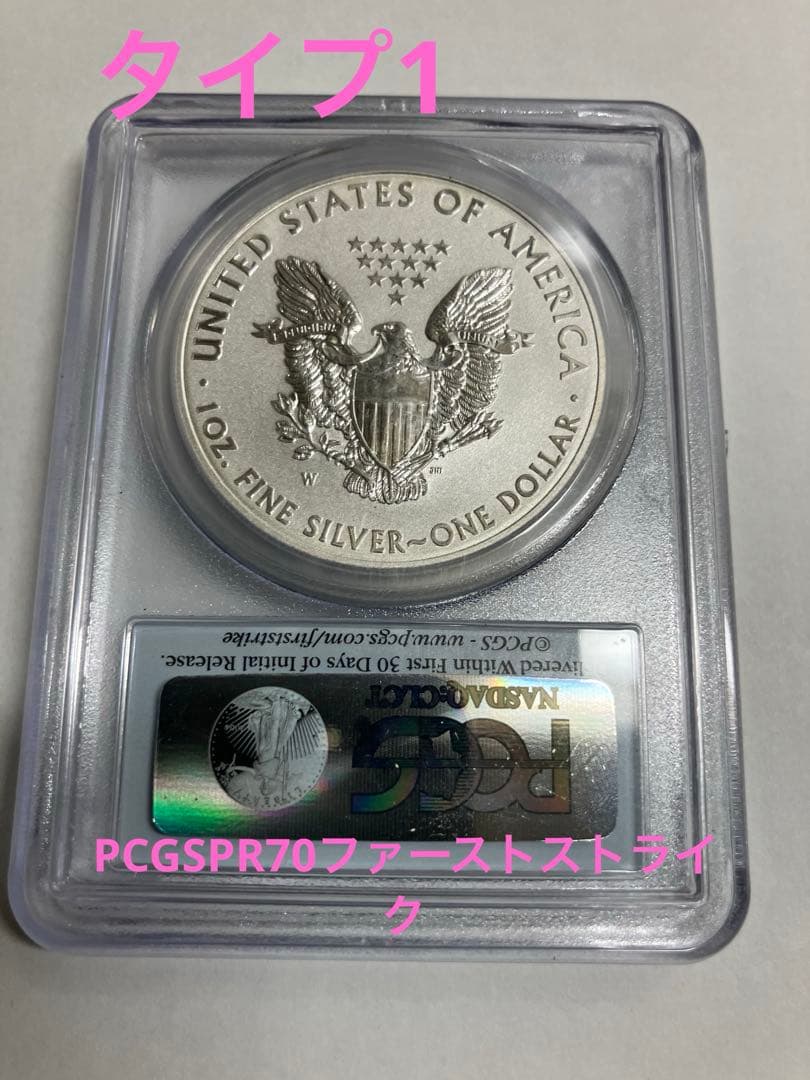 タイプ1
UNITED STATES OF AMERICA
W
1 OZ. FINE SILVER~ONE DOLLAR
©PCGS - www.pcgs.com/firststrike
livered Within First 30 Days of Initial Release.
NASDAQ:CLCT
PCGS
PCGSPR70ファーストストライ
ク